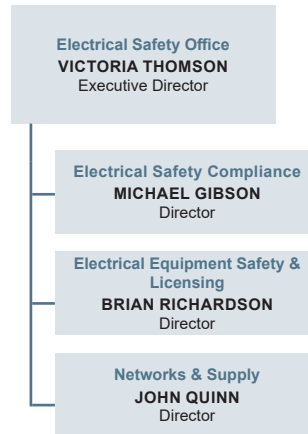 Electrical Safety Office
VICTORIA THOMSON
Executive Director
Electrical Safety Compliance
MICHAEL GIBSON
Director
Electrical Equipment Safety &
Licensing
BRIAN RICHARDSON
Director
Networks & Supply
JOHN QUINN
Director